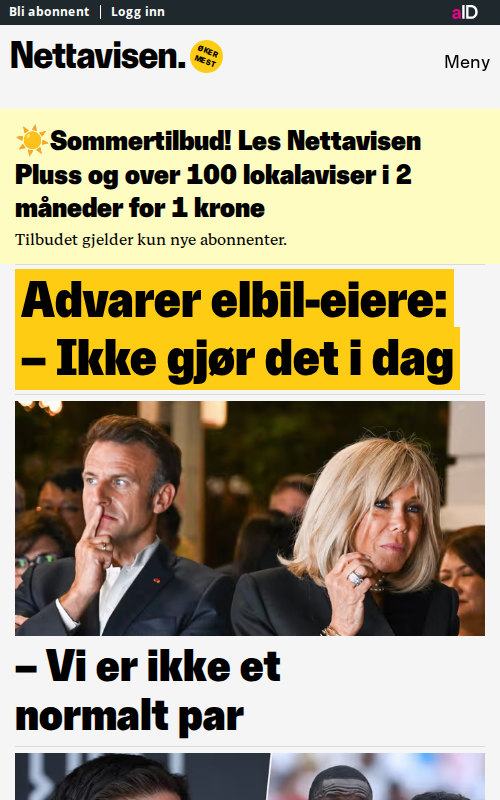 Bli abonnent | Logg inn
aID
Nettavisen.
ØKER
MEST
Meny
☀️Sommertilbud! Les Nettavisen
Pluss og over 100 lokalaviser i 2
måneder for 1 krone
Tilbudet gjelder kun nye abonnenter.
Advarer elbil-eiere:
– Ikke gjør det i dag
– Vi er ikke et
normalt par